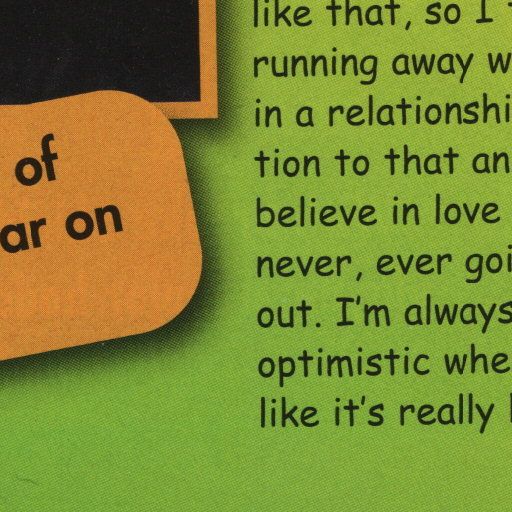 of
ar on
like that, so I
running away w
in a relationshi
tion to that an
believe in love
never, ever goi
out. I'm always
optimistic whe
like it's really